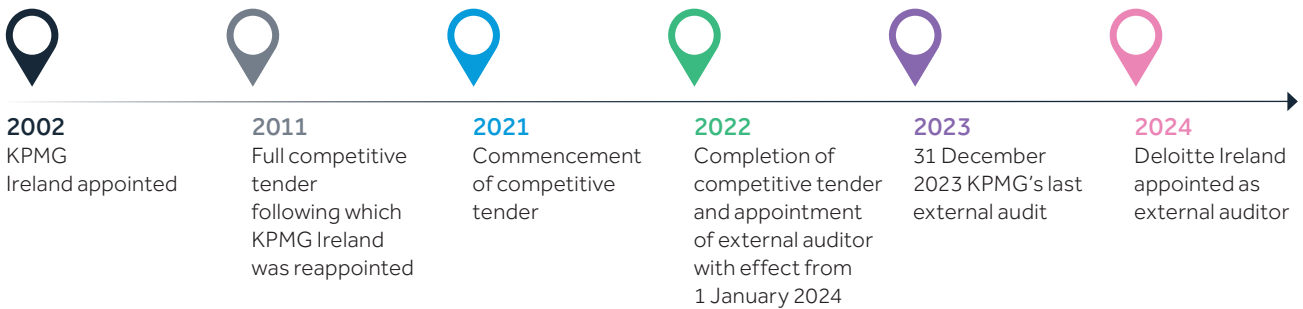 2002
KPMG
Ireland appointed
2011
Full competitive
tender
following which
KPMG Ireland
was reappointed
2021
Commencement
of competitive
tender
2022
Completion of
competitive tender
and appointment
of external auditor
with effect from
1 January 2024
2023
31 December
2023 KPMG's last
external audit
2024
Deloitte Ireland
appointed as
external auditor